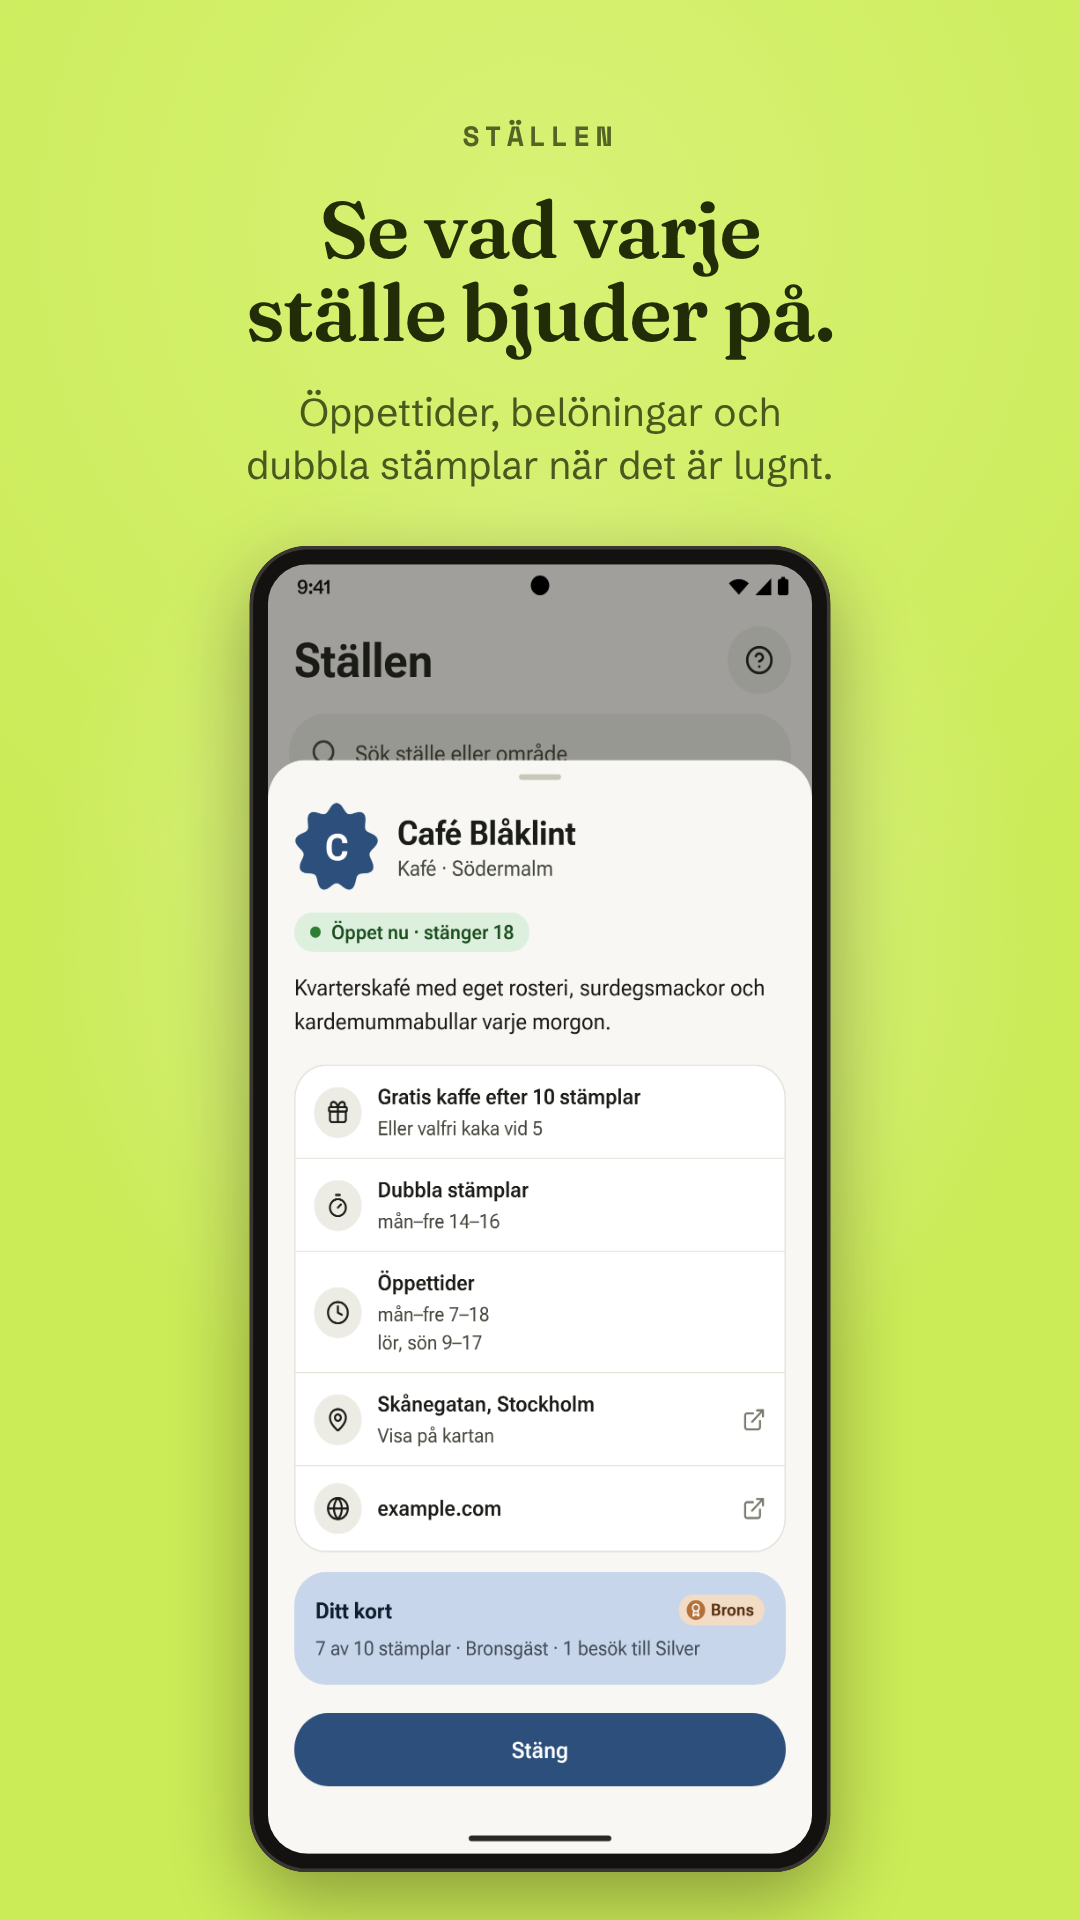 STÄLLEN
Se vad varje
ställe bjuder på.
Öppettider, belöningar och
dubbla stämplar när det är lugnt.
9:41
Ställen
Sök ställe eller område
C
Café Blåklint
Kafé · Södermalm
Öppet nu · stänger 18
Kvarterskafé med eget rosteri, surdegsmackor och
kardemummabullar varje morgon.
Gratis kaffe efter 10 stämplar
Eller valfri kaka vid 5
Dubbla stämplar
mån–fre 14–16
Öppettider
mån–fre 7–18
lör, sön 9–17
Skånegatan, Stockholm
Visa på kartan
example.com
Ditt kort
Brons
7 av 10 stämplar · Bronsgäst · 1 besök till Silver
Stäng